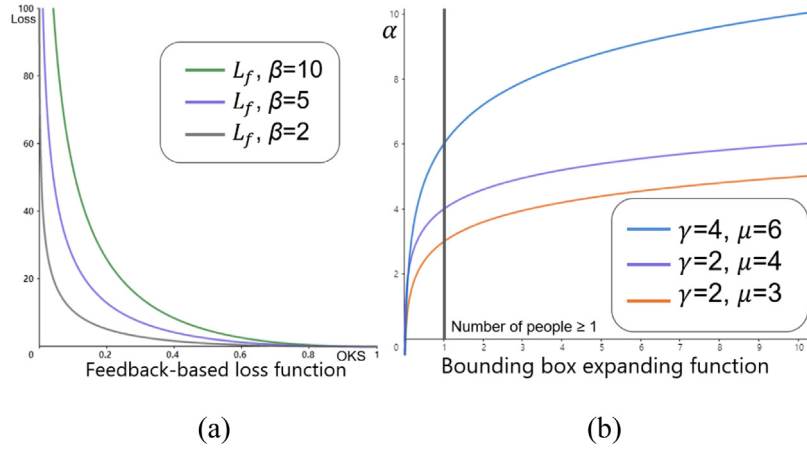 100
Loss
80
60
40
20
0
0.2
0.4
0.6
0.8
1
OKS
L_f, β=10
L_f, β=5
L_f, β=2
Feedback-based loss function
(a)
10
α
8
6
4
2
0
1
2
3
4
5
6
7
8
9
10
Number of people ≥ 1
γ=4, μ=6
γ=2, μ=4
γ=2, μ=3
Bounding box expanding function
(b)